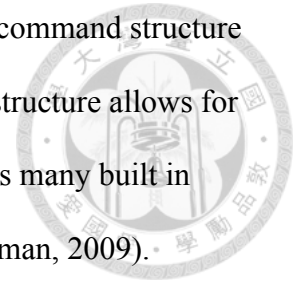 command structure
structure allows for
s many built in
man, 2009).